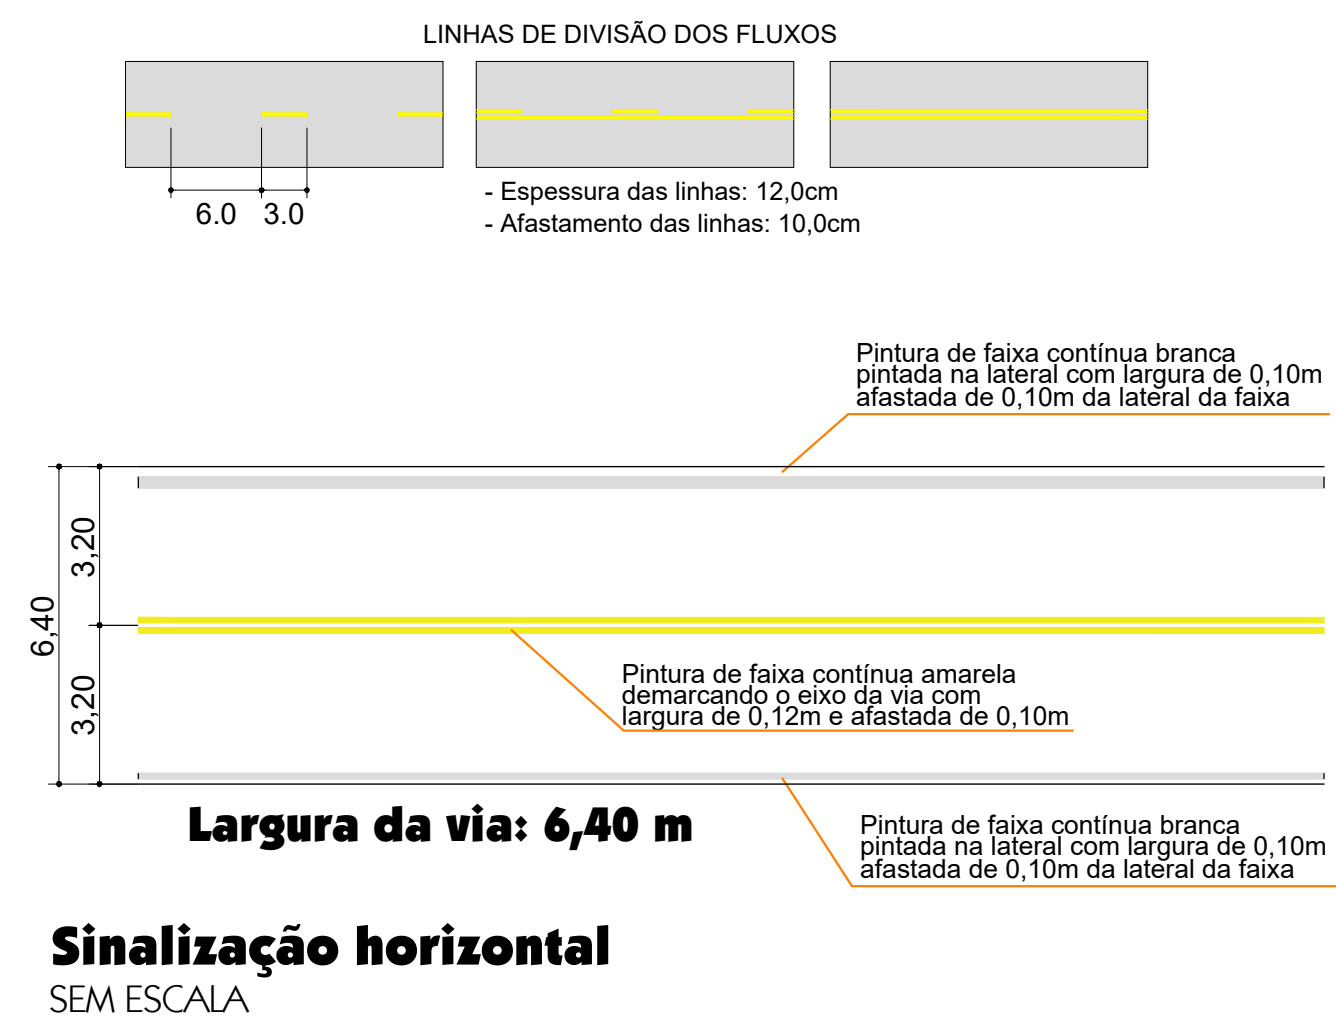 LINHAS DE DIVISÃO DOS FLUXOS
6.0 3.0
- Espessura das linhas: 12,0cm
- Afastamento das linhas: 10,0cm
Pintura de faixa contínua branca
pintada na lateral com largura de 0,10m
afastada de 0,10m da lateral da faixa
3,20
6,40
3,20
Pintura de faixa contínua amarela
demarcando o eixo da via com
largura de 0,12m e afastada de 0,10m
Largura da via: 6,40 m
Pintura de faixa contínua branca
pintada na lateral com largura de 0,10m
afastada de 0,10m da lateral da faixa
Sinalização horizontal
SEM ESCALA